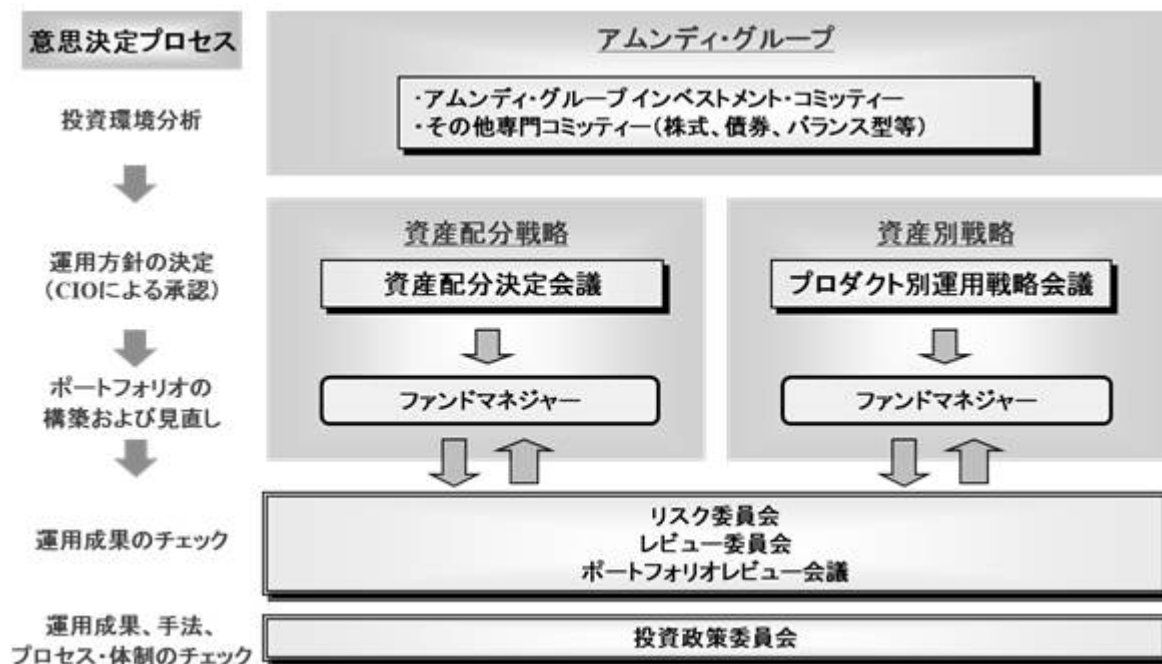 意思決定プロセス
アムンディ・グループ
投資環境分析
・アムンディ・グループ インベストメント・コミッティー
・その他専門コミッティー（株式、債券、バランス型等）
資産配分戦略
資産別戦略
運用方針の決定
（CIOによる承認）
資産配分決定会議
プロダクト別運用戦略会議
ポートフォリオの
構築および見直し
ファンドマネジャー
ファンドマネジャー
運用成果のチェック
リスク委員会
レビュー委員会
ポートフォリオレビュー会議
運用成果、手法、
プロセス・体制のチェック
投資政策委員会